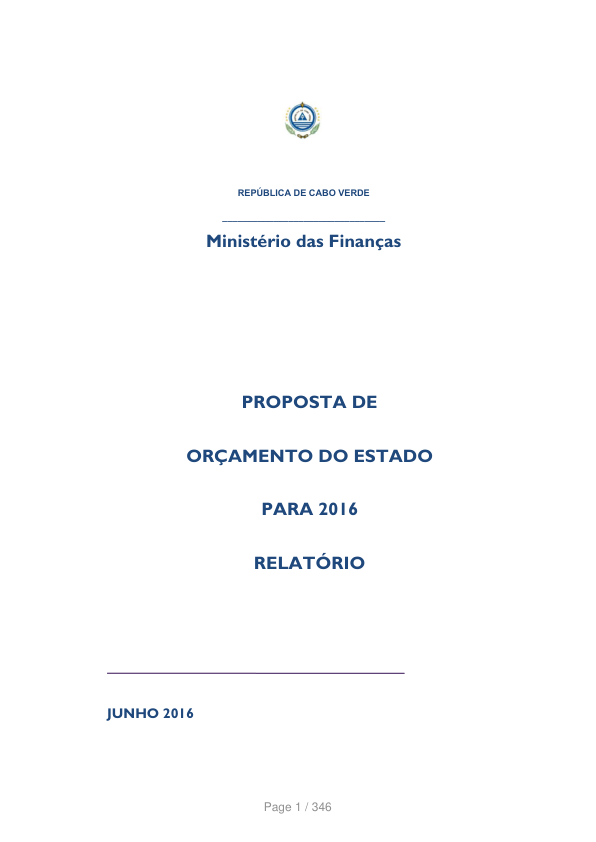 REPÚBLICA DE CABO VERDE
Ministério das Finanças
PROPOSTA DE
ORÇAMENTO DO ESTADO
PARA 2016
RELATÓRIO
JUNHO 2016
Page 1 / 346